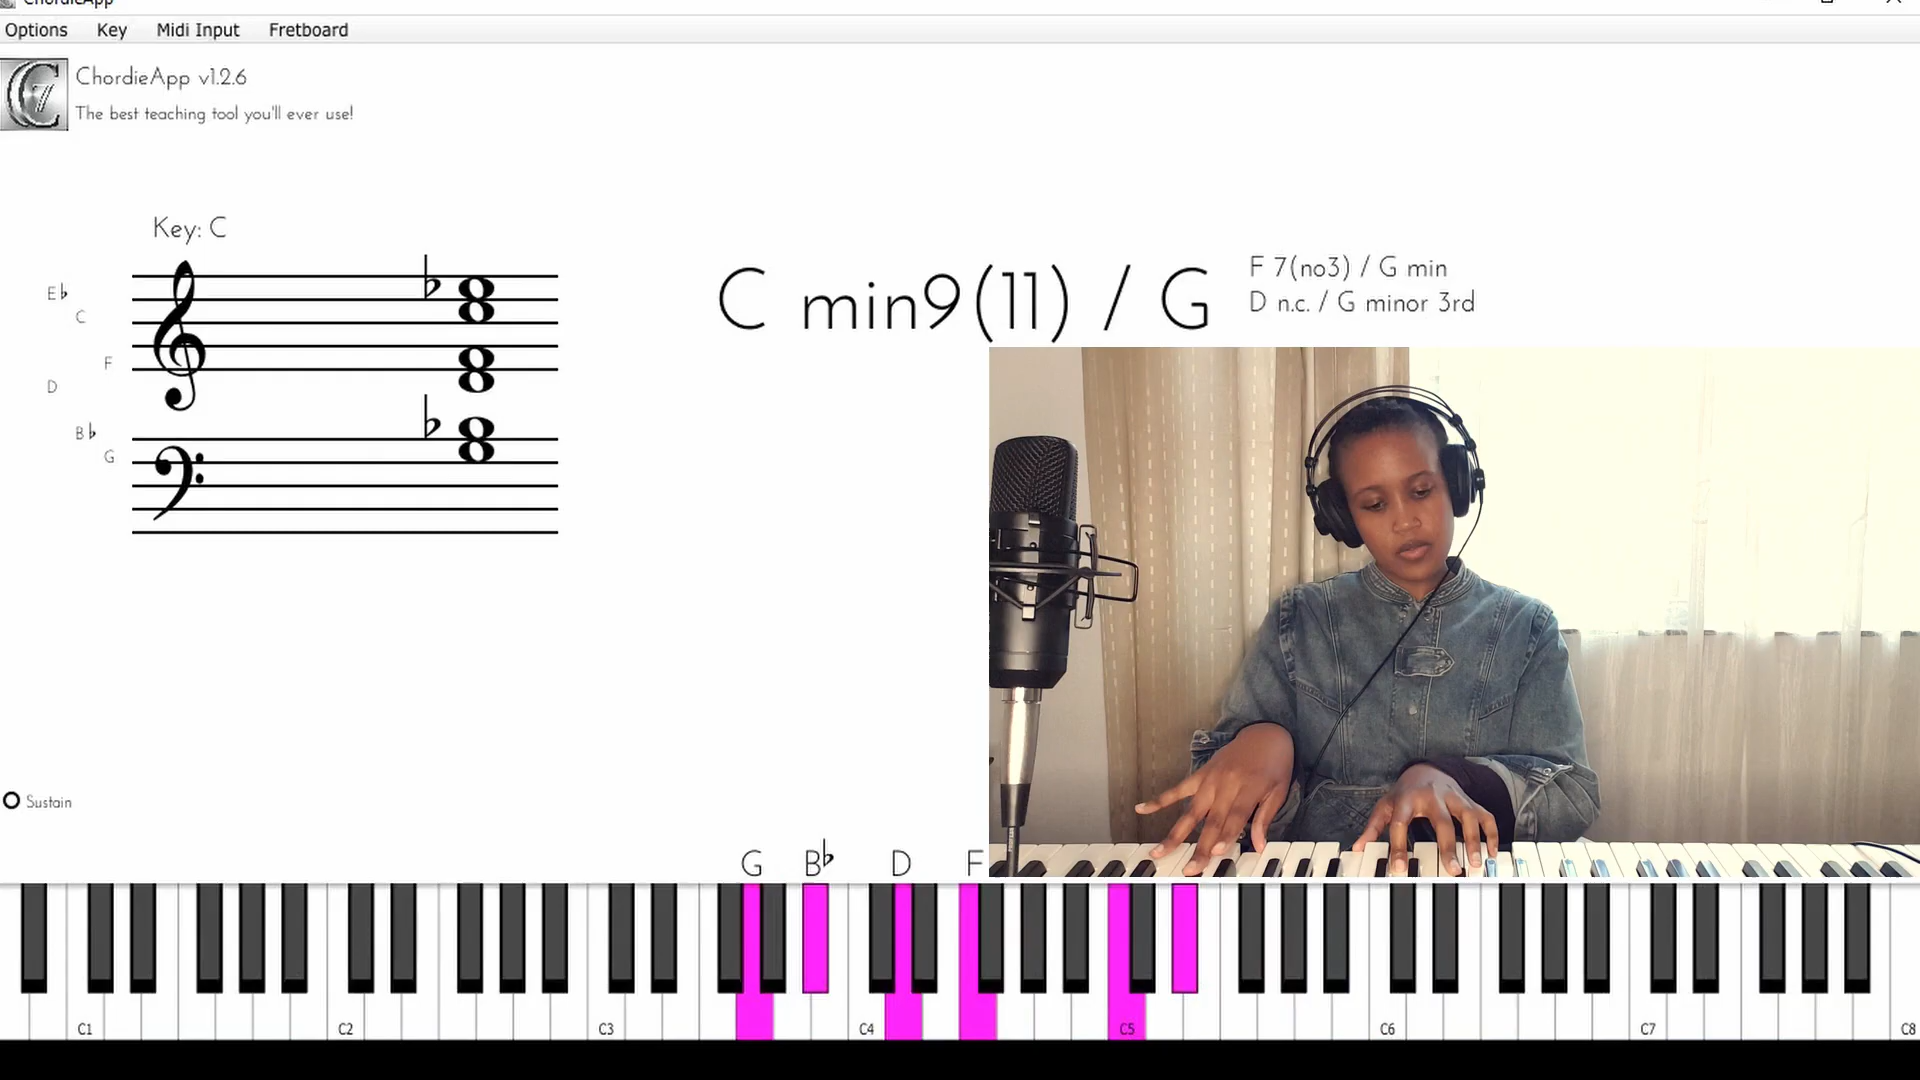 ChordieApp
Options Key Midi Input Fretboard
ChordieApp v1.2.6
The best teaching tool you'll ever use!
Key: C
C min9(11) / G
F 7(no3) / G min
D n.c. / G minor 3rd
E♭
C
F
D
B♭
G
Sustain
G B♭ D F
C1 C2 C3 C4 C5 C6 C7 C8